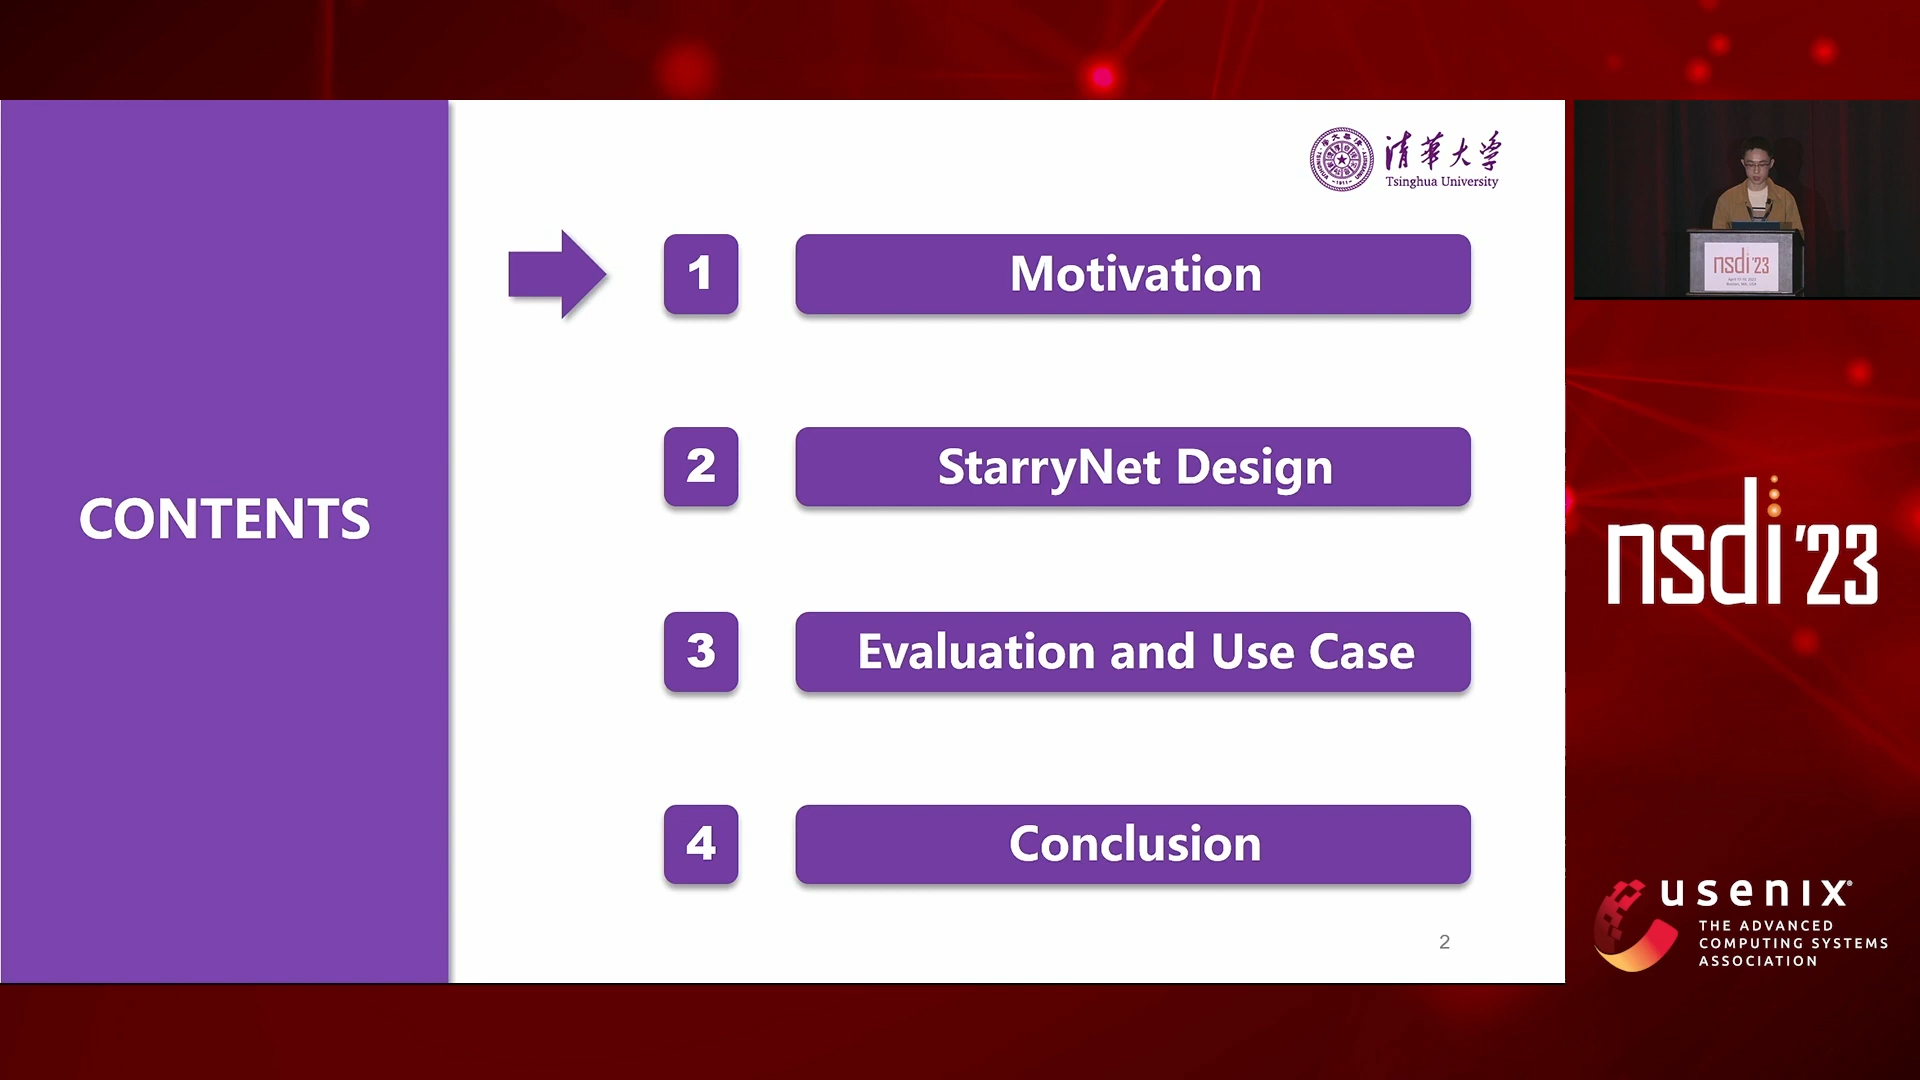 CONTENTS
清華大学
Tsinghua University
1
Motivation
2
StarryNet Design
3
Evaluation and Use Case
4
Conclusion
2
nsdi '23
nsdi '23
usenix®
THE ADVANCED
COMPUTING SYSTEMS
ASSOCIATION